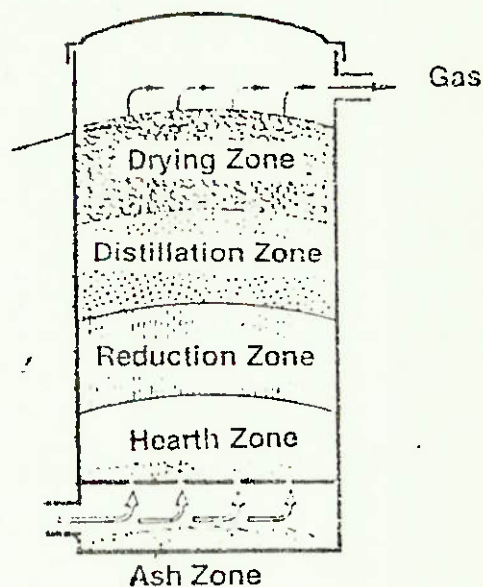 Gas
Drying Zone
Distillation Zone
Reduction Zone
Hearth Zone
Ash Zone